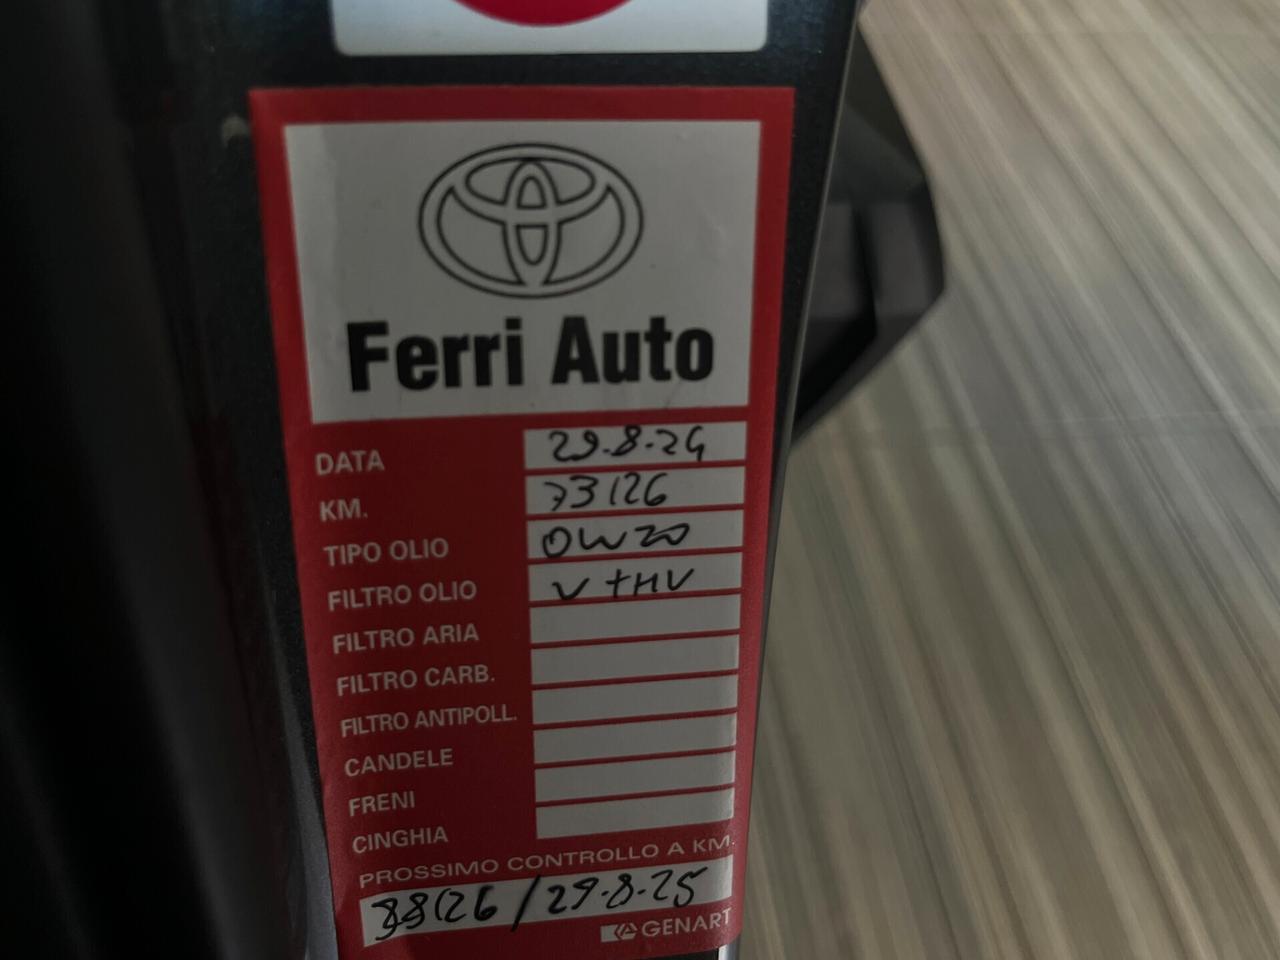 Ferri Auto
DATA 29-8-24
KM. 73126
TIPO OLIO 0W20
FILTRO OLIO V +HV
FILTRO ARIA
FILTRO CARB.
FILTRO ANTIPOLL.
CANDELE
FRENI
CINGHIA
PROSSIMO CONTROLLO A KM.
88126 / 29-8-25
GENART